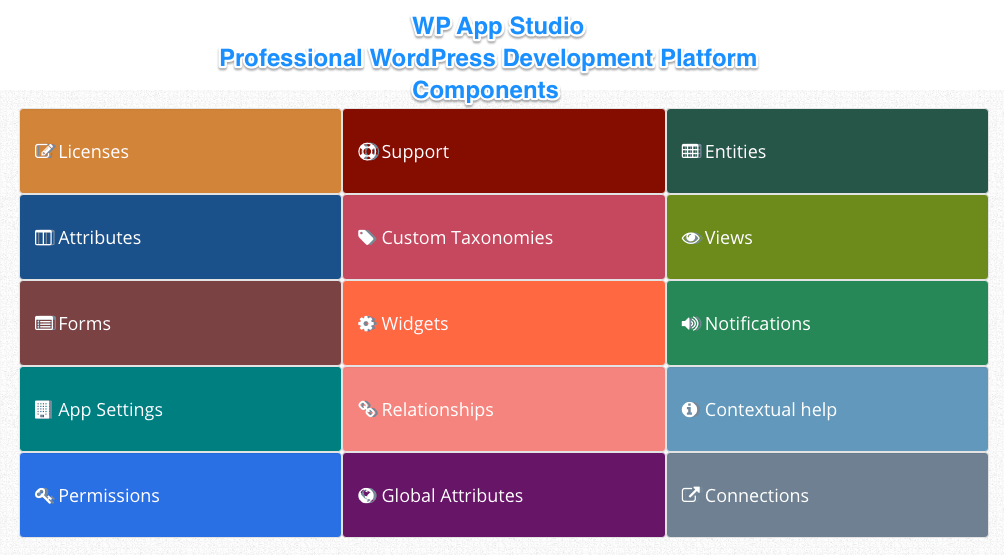 WP App Studio
Professional WordPress Development Platform
Components
Licenses
Support
Entities
Attributes
Custom Taxonomies
Views
Forms
Widgets
Notifications
App Settings
Relationships
Contextual help
Permissions
Global Attributes
Connections